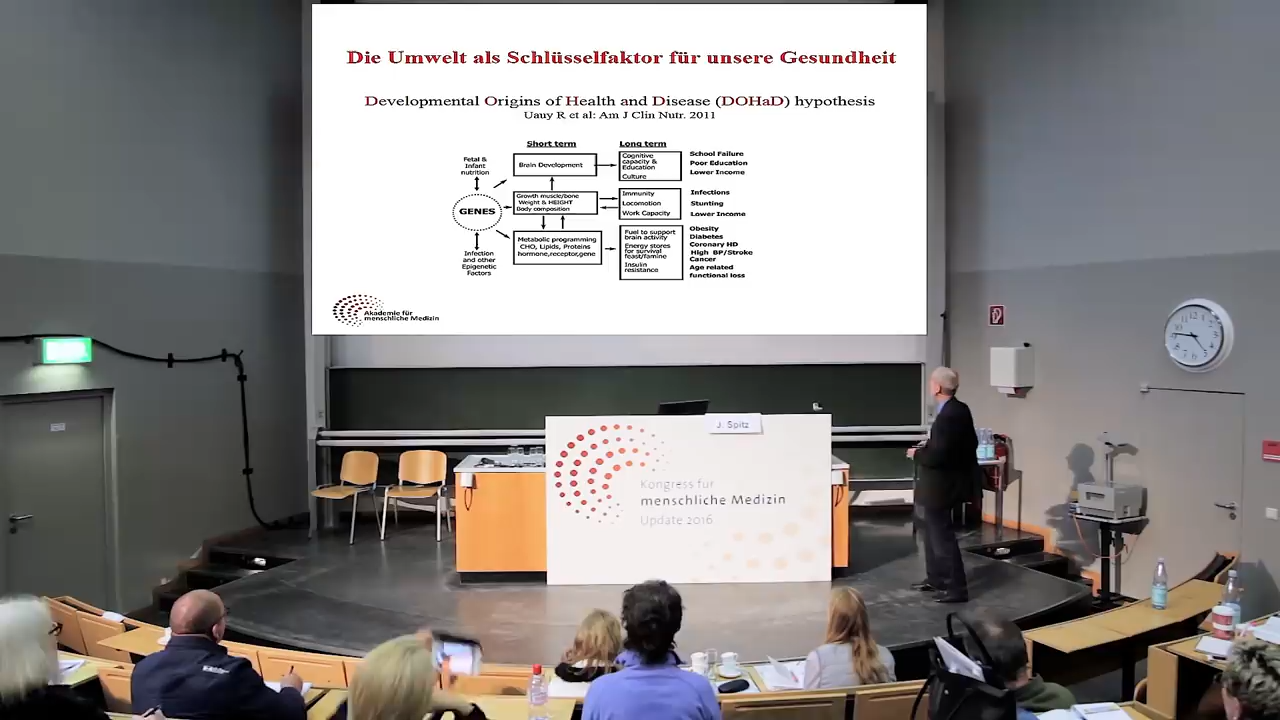 Die Umwelt als Schlüsselfaktor für unsere Gesundheit
Developmental Origins of Health and Disease (DOHaD) hypothesis
Uauy R et al: Am J Clin Nutr. 2011
Short term
Long term
Fetal &
Infant
nutrition
GENES
Infection
and other
Epigenetic
Factors
Brain Development
Growth muscle/bone
Weight & HEIGHT
Body composition
Metabolic programming
CHO, Lipids, Proteins
hormone,receptor,gene
Cognitive
capacity &
Education
Culture
Immunity
Locomotion
Work Capacity
Fuel to support
brain activity
Energy stores
for survival
feast/famine
Insulin
resistance
School Failure
Poor Education
Lower Income
Infections
Stunting
Lower Income
Obesity
Diabetes
Coronary HD
High BP/Stroke
Cancer
Age related
functional loss
Akademie für
menschliche Medizin
J. Spitz
Kongress für
menschliche Medizin
Update 2016